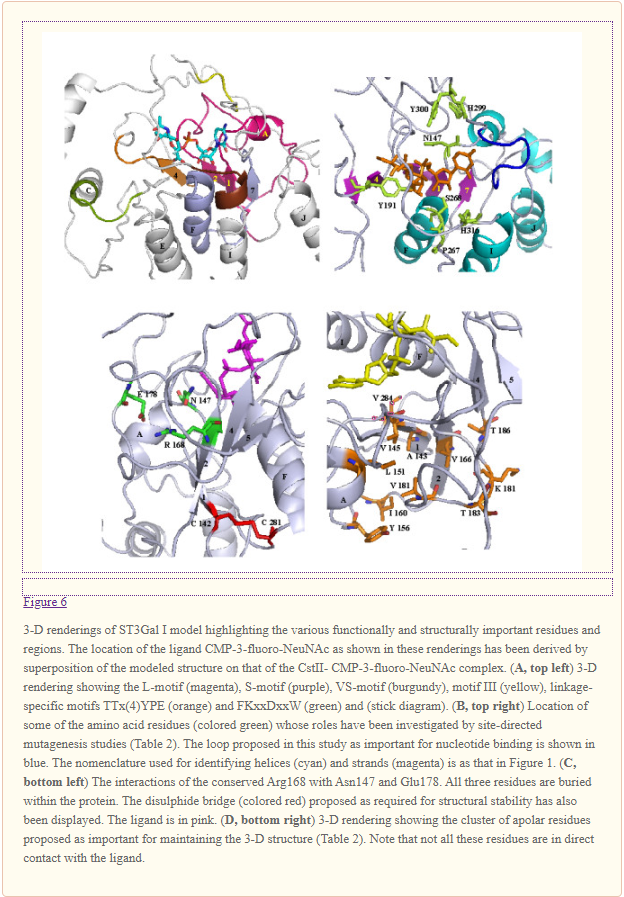 C
4
E
F
I
J
7
Y300
H299
N147
Y191
S268
H316
P267
I
J
E 178
N 147
A
R 168
4
5
2
F
1
C 142
C 281
I
F
4
5
V 284
T 186
V 145
1
A 143
V 166
L 151
2
V 181
K 181
A
I 160
T 183
Y 156
Figure 6
3-D renderings of ST3Gal I model highlighting the various functionally and structurally important residues and
regions. The location of the ligand CMP-3-fluoro-NeuNAc as shown in these renderings has been derived by
superposition of the modeled structure on that of the CstII- CMP-3-fluoro-NeuNAc complex. (A, top left) 3-D
rendering showing the L-motif (magenta), S-motif (purple), VS-motif (burgundy), motif III (yellow), linkage-
specific motifs TTx(4)YPE (orange) and FKxxDxxW (green) and (stick diagram). (B, top right) Location of
some of the amino acid residues (colored green) whose roles have been investigated by site-directed
mutagenesis studies (Table 2). The loop proposed in this study as important for nucleotide binding is shown in
blue. The nomenclature used for identifying helices (cyan) and strands (magenta) is as that in Figure 1. (C,
bottom left) The interactions of the conserved Arg168 with Asn147 and Glu178. All three residues are buried
within the protein. The disulphide bridge (colored red) proposed as required for structural stability has also
been displayed. The ligand is in pink. (D, bottom right) 3-D rendering showing the cluster of apolar residues
proposed as important for maintaining the 3-D structure (Table 2). Note that not all these residues are in direct
contact with the ligand.